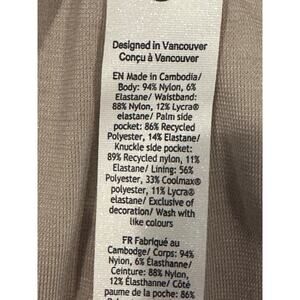 Designed in Vancouver
Conçu à Vancouver
EN Made in Cambodia/
Body: 94% Nylon, 6%
Elastane/ Waistband:
88% Nylon, 12% Lycra®
elastane/ Palm side
pocket: 86% Recycled
Polyester, 14% Elastane/
Knuckle side pocket:
89% Recycled nylon, 11%
Elastane/ Lining: 56%
Polyester, 33% Coolmax®
polyester, 11% Lycra®
elastane/ Exclusive of
decoration/ Wash with
like colours
FR Fabriqué au
Cambodge/ Corps: 94%
Nylon, 6% Élasthanne/
Ceinture: 88% Nylon,
12% Élasthanne/ Côté
paume de la poche: 86%